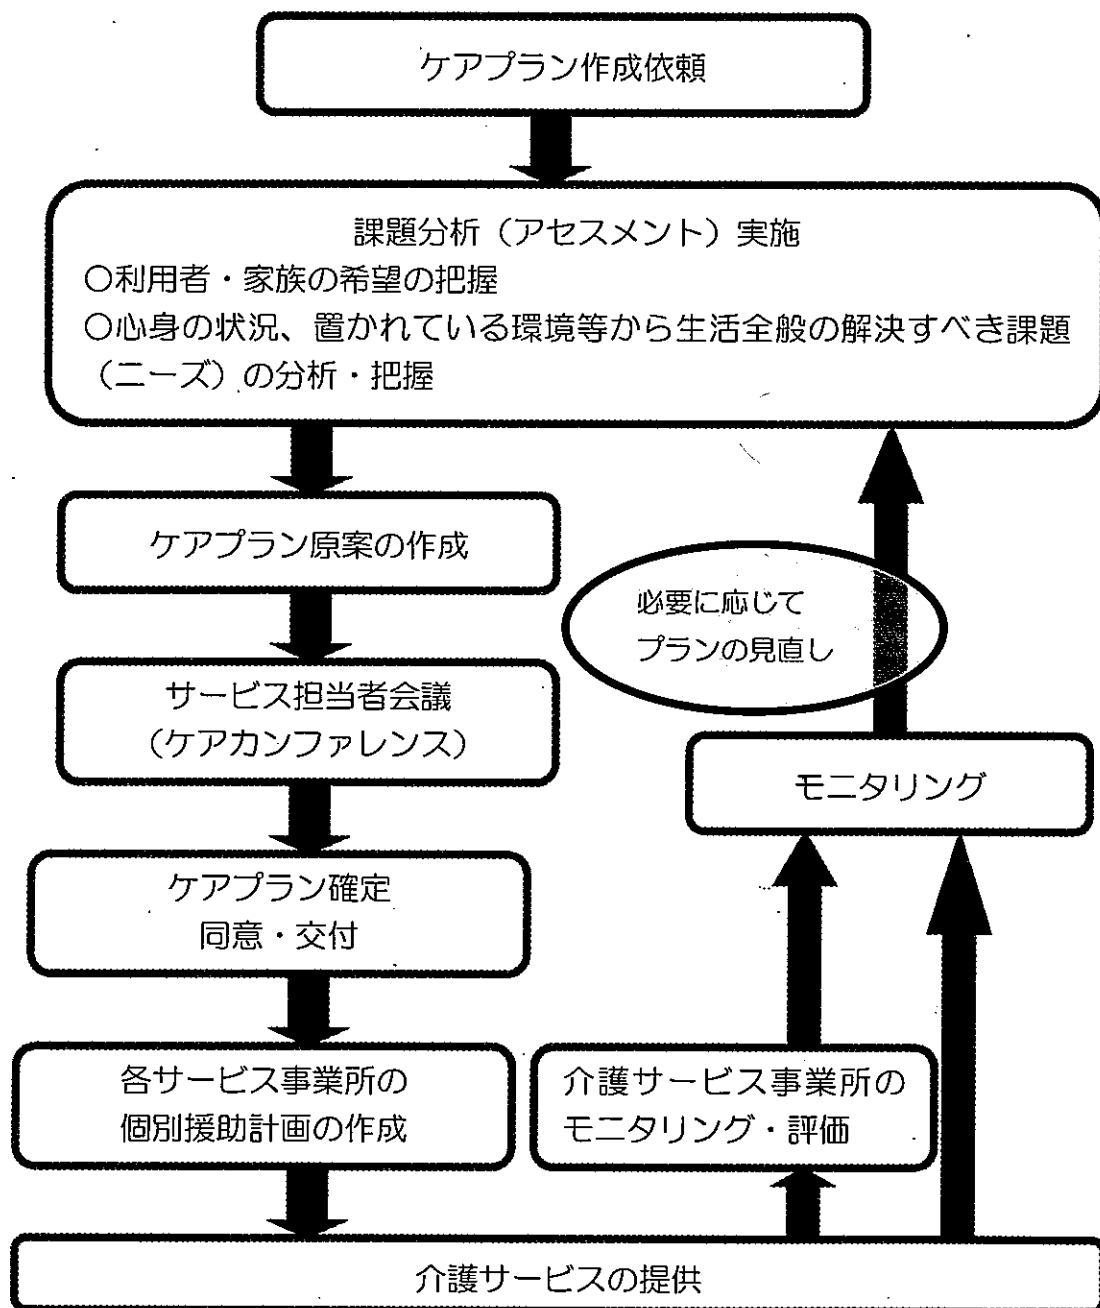 ケアプラン作成依頼
課題分析（アセスメント）実施
○利用者・家族の希望の把握
○心身の状況、置かれている環境等から生活全般の解決すべき課題
（ニーズ）の分析・把握
ケアプラン原案の作成
必要に応じて
プランの見直し
サービス担当者会議
（ケアカンファレンス）
モニタリング
ケアプラン確定
同意・交付
各サービス事業所の
個別援助計画の作成
介護サービス事業所の
モニタリング・評価
介護サービスの提供